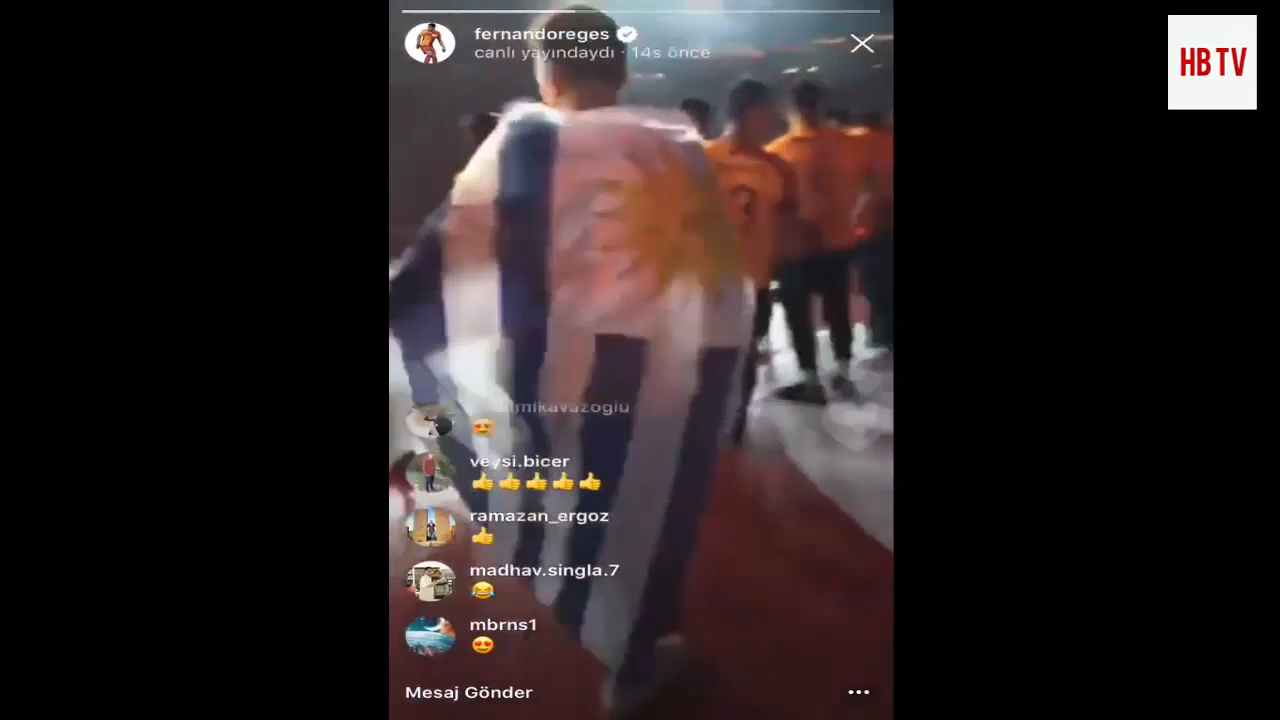 fernandoreges
canlı yayındaydı · 14s önce
HB TV
veysi.bicer
ramazan_ergoz
madhav.singla.7
mbrns1
Mesaj Gönder